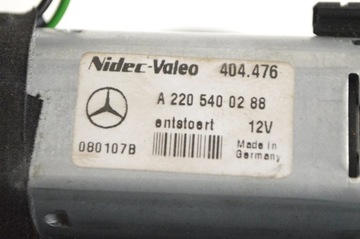 Nidec-Valeo 404.476
A 220 540 02 88
entstoert 12V
080107B
Made in
Germany